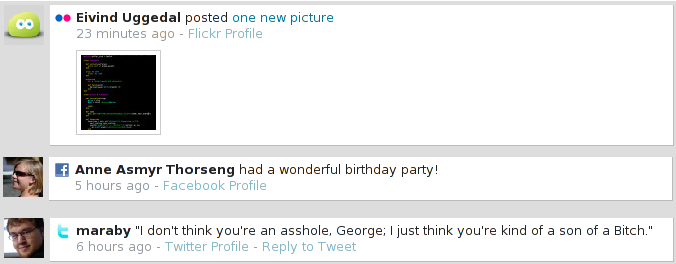 Eivind Uggedal posted one new picture
23 minutes ago - Flickr Profile
Anne Asmyr Thorseng had a wonderful birthday party!
5 hours ago - Facebook Profile
maraby "I don't think you're an asshole, George; I just think you're kind of a son of a Bitch."
6 hours ago - Twitter Profile - Reply to Tweet